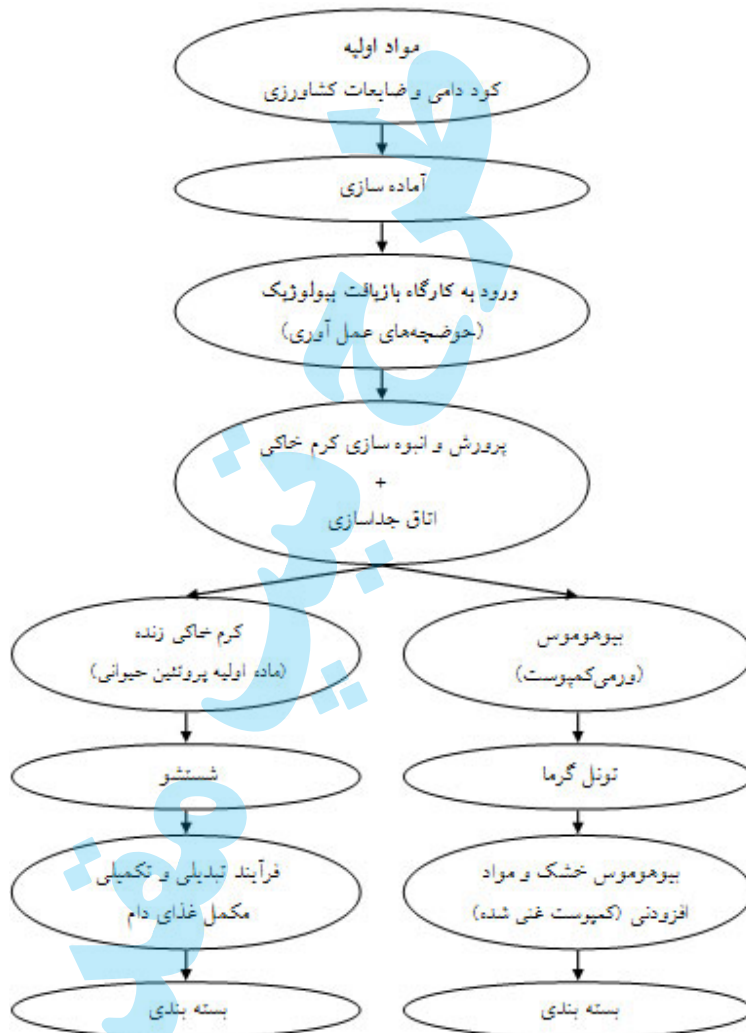 مواد اولیه
کود دامی و ضایعات کشاورزی
آماده سازی
ورود به کارگاه بازیافت بیولوژیک
(حوضچه‌های عمل آوری)
پرورش و انبوه سازی کرم خاکی
+
اتاق جداسازی
بیوهوموس
(ورمی‌کمپوست)
کرم خاکی زنده
(ماده اولیه پروتئین حیوانی)
تونل گرما
شستشو
بیوهوموس خشک و مواد
افزودنی (کمپوست غنی شده)
فرآیند تبدیلی و تکمیلی
مکمل غذای دام
بسته بندی
بسته بندی